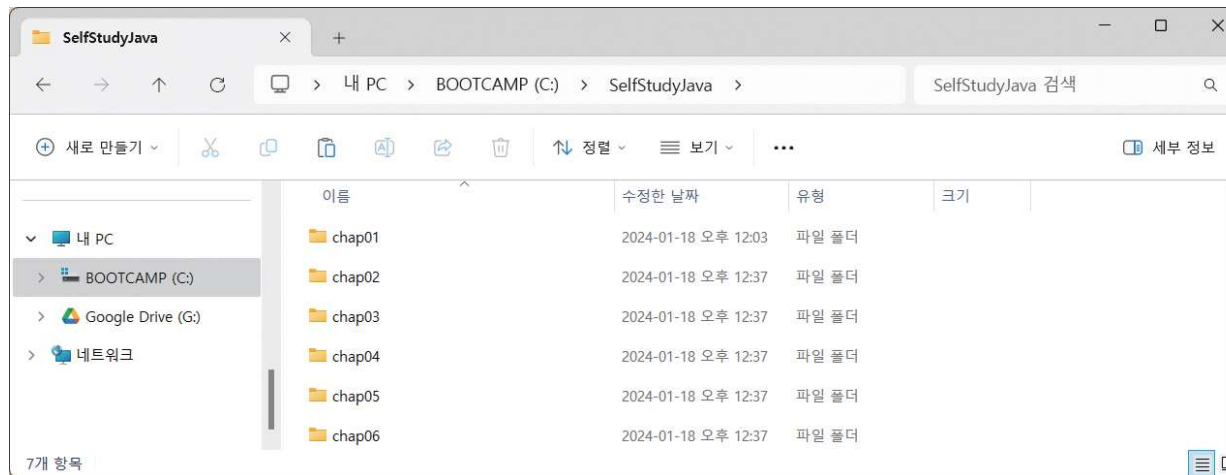 SelfStudyJava
내 PC > BOOTCAMP (C:) > SelfStudyJava >
SelfStudyJava 검색
새로 만들기
정렬
보기
세부 정보
이름 수정한 날짜 유형 크기
내 PC
BOOTCAMP (C:)
Google Drive (G:)
네트워크
chap01 2024-01-18 오후 12:03 파일 폴더
chap02 2024-01-18 오후 12:37 파일 폴더
chap03 2024-01-18 오후 12:37 파일 폴더
chap04 2024-01-18 오후 12:37 파일 폴더
chap05 2024-01-18 오후 12:37 파일 폴더
chap06 2024-01-18 오후 12:37 파일 폴더
7개 항목